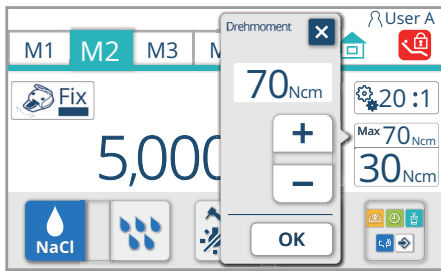 User A
M1 M2 M3 M
Fix
5,000
NaCl
Drehmoment
70Ncm
+
−
OK
20:1
Max 70Ncm
30Ncm